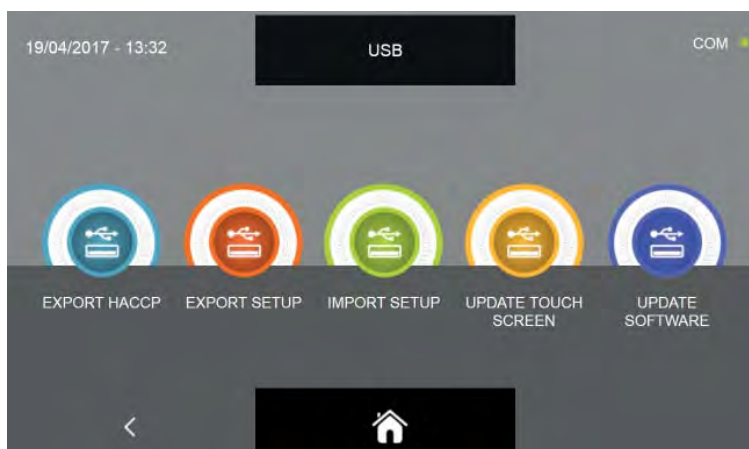 19/04/2017 - 13:32
USB
COM
EXPORT HACCP
EXPORT SETUP
IMPORT SETUP
UPDATE TOUCH
SCREEN
UPDATE
SOFTWARE